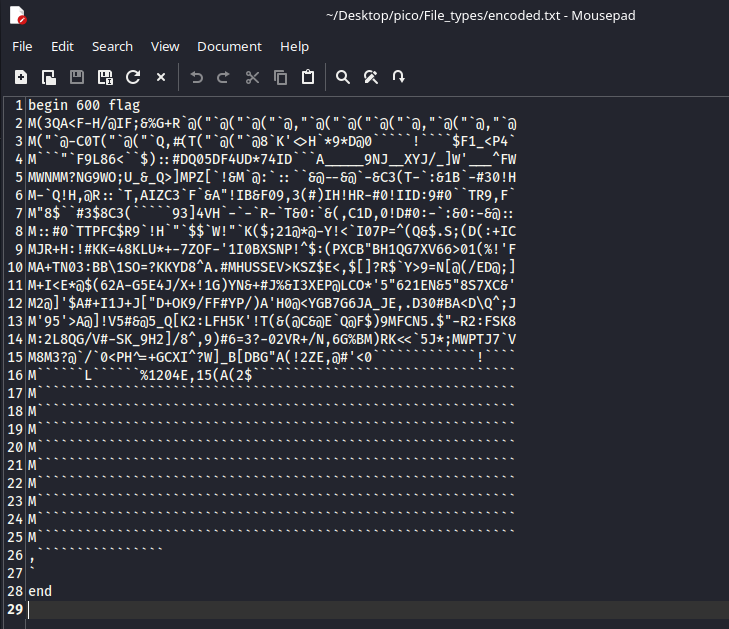 ~/Desktop/pico/File_types/encoded.txt - Mousepad
File Edit Search View Document Help
1 begin 600 flag
2 M(3QA<F-H/@IF;&%G+R`@("`@("`@("`@,"`@("`@("`@("`@,"`@("`@,"`@
3 M("`@-C0T("`@("`Q,#(T("`@("`@8`K'<>H`*9*D@0`````!````$F1_<P4`
4 M```"`F9L86<``$)::#DQ05DF4UD*74ID```A_____9NJ__XYJ/_]W'___^FW
5 MWNMM?NG9WO;U_&_Q>]MPZ[`!&M`@:`::``&@--&@`-&C3(T-`:&1B`-#30!H
6 M-`Q!H,@R::`T,AIZC3`F`&A"!IB&F09,3(#)IH!HR-#0!IID:9#0``TR9,F`
7 M"8$``#3$8C3(`````93]4VH`-`-`R-`T&0:`&(,C1D,0!D#0:-`:&0:-&@::
8 M::#0`TTPFC$R9`!H`"`$$`W!"`K($;21@*@-Y!<`I07P=^(Q&$.S;(D(:+IC
9 MJR+H:!#KK=48KLU*+-7ZOF-'1I0BXSNP!^$:(PXCB"BH1QG7XV66>01(%!'F
10 MA+TN03:BB\1SO=?KKYD8^A.#MHUSSEV>KSZ$E<,$[]?R$`Y>9=N[@(/ED@;]
11 M+I<E*@$(62A-G5E4J/X+!1G)YN&+#J%&I3XEP@LCO*'5"621EN&5"8S7XC&'
12 M2@]'$A#+I1J+J["D+OK9/FF#YP/)A'H0@<YGB7G6JA_JE,.D30#BA<D\Q^;J
13 M'95'>A@]!V5#&@5_Q[K2:LFH5K'!T(&(@C&@E`Q@F$)9MFCN5.$"-R2:FSK8
14 M:2L8QG/V#-SK_9H2]/8^,9)#6=3?-02VR+/N,6G%BM)RK<<`5J*;MWPTJ7`V
15 M8M3?@`/`0<PH^=+GCXI^?W]_B[DBG"A(!2ZE,@#'<0`````````````!````
16 M``````L``````%1204E,15(A(2$`````````````````````````````````
17 M````````````````````````````````````````````````````````````
18 M````````````````````````````````````````````````````````````
19 M````````````````````````````````````````````````````````````
20 M````````````````````````````````````````````````````````````
21 M````````````````````````````````````````````````````````````
22 M````````````````````````````````````````````````````````````
23 M````````````````````````````````````````````````````````````
24 M````````````````````````````````````````````````````````````
25 M````````````````````````````````````````````````````````````
26 ,````````````````
27 `
28 end
29